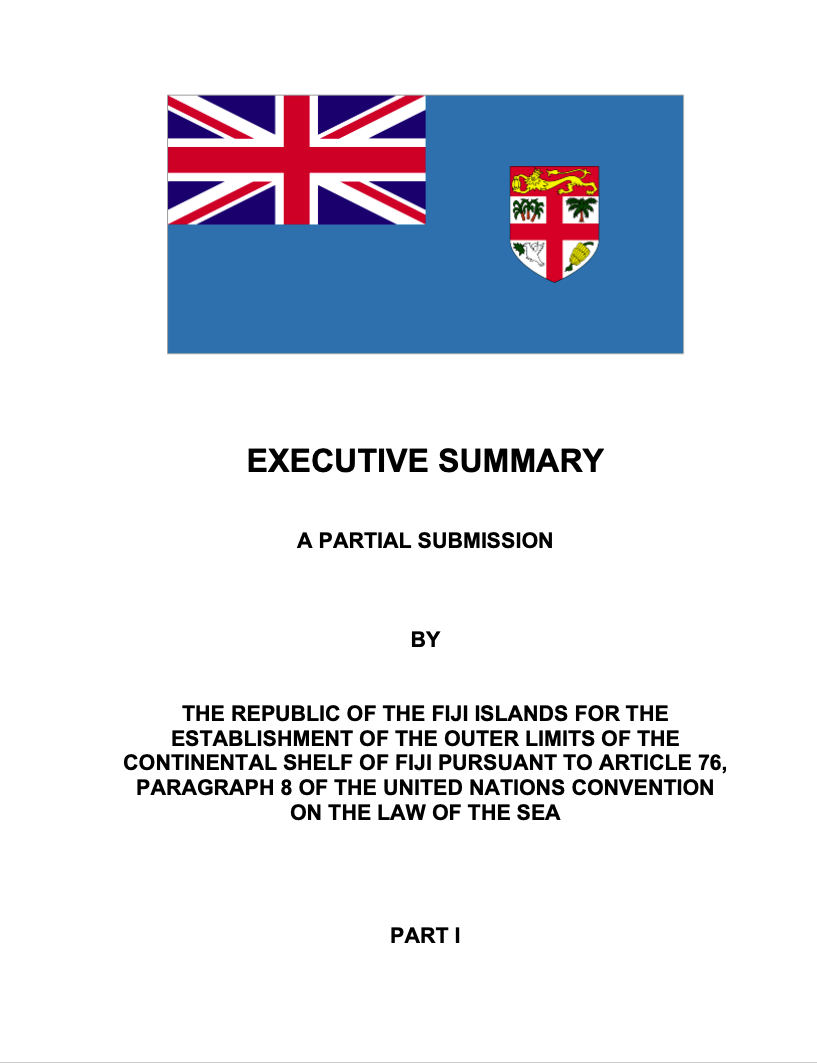 EXECUTIVE SUMMARY
A PARTIAL SUBMISSION
BY
THE REPUBLIC OF THE FIJI ISLANDS FOR THE
ESTABLISHMENT OF THE OUTER LIMITS OF THE
CONTINENTAL SHELF OF FIJI PURSUANT TO ARTICLE 76,
PARAGRAPH 8 OF THE UNITED NATIONS CONVENTION
ON THE LAW OF THE SEA
PART I